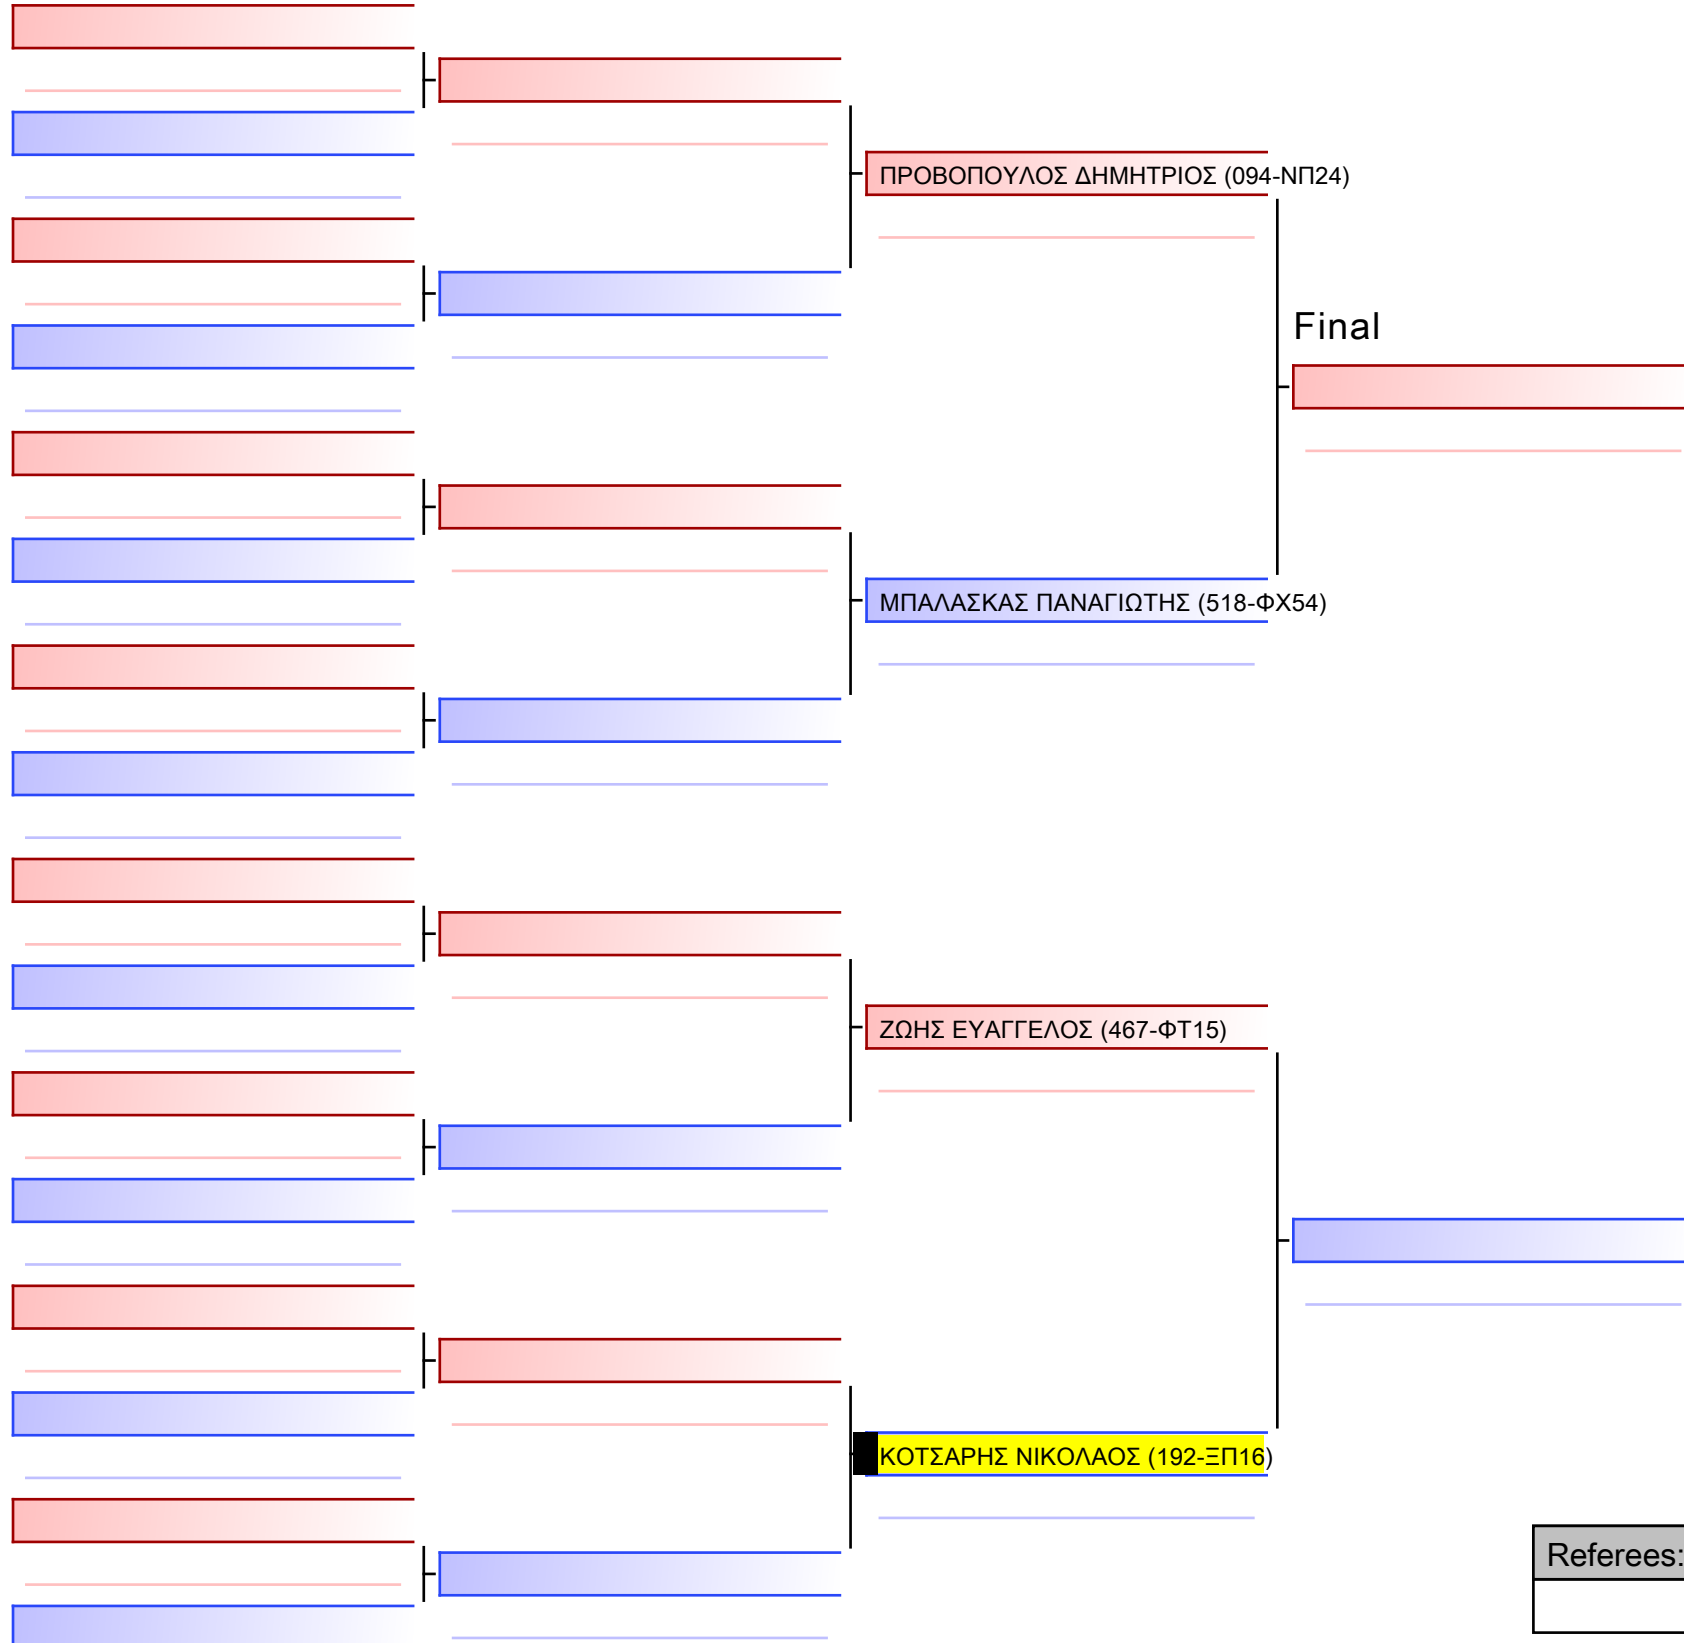 ΠΡΟΒΟΠΟΥΛΟΣ ΔΗΜΗΤΡΙΟΣ (094-ΝΠ24)
Final
ΜΠΑΛΑΣΚΑΣ ΠΑΝΑΓΙΩΤΗΣ (518-ΦΧ54)
ΖΩΗΣ ΕΥΑΓΓΕΛΟΣ (467-ΦΤ15)
ΚΟΤΣΑΡΗΣ ΝΙΚΟΛΑΟΣ (192-ΞΠ16)
Referees: